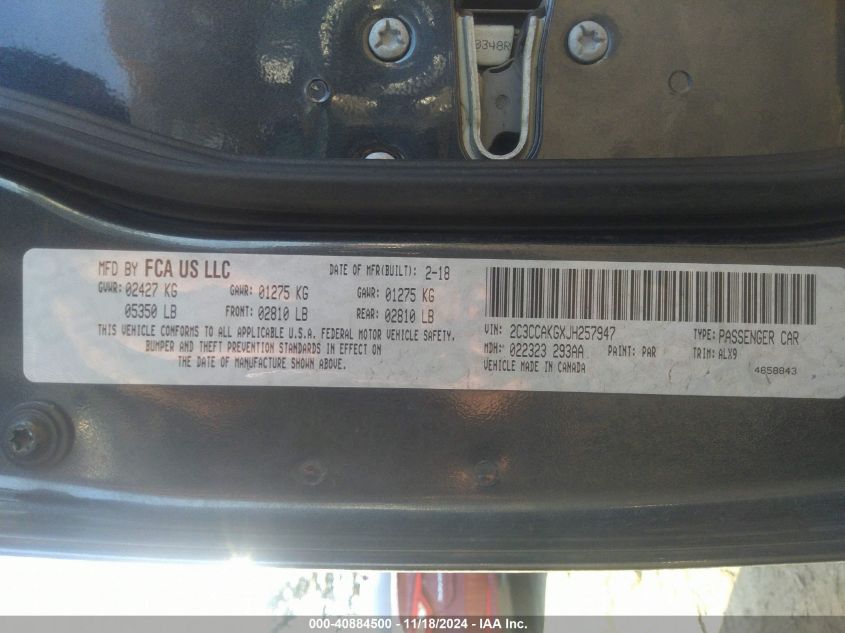 0348R
MFD BY FCA US LLC DATE OF MFR(BUILT): 2-18
GVWR: 02427 KG GAWR: 01275 KG GAWR: 01275 KG
05350 LB FRONT: 02810 LB REAR: 02810 LB
THIS VEHICLE CONFORMS TO ALL APPLICABLE U.S.A. FEDERAL MOTOR VEHICLE SAFETY,
BUMPER AND THEFT PREVENTION STANDARDS IN EFFECT ON
THE DATE OF MANUFACTURE SHOWN ABOVE.
VIN: 2C3CCAKGXJH257947 TYPE: PASSENGER CAR
MDH: 022323 293AA PAINT: PAR TRIM: ALX9
VEHICLE MADE IN CANADA 4658843
000-40884500 - 11/18/2024 - IAA Inc.